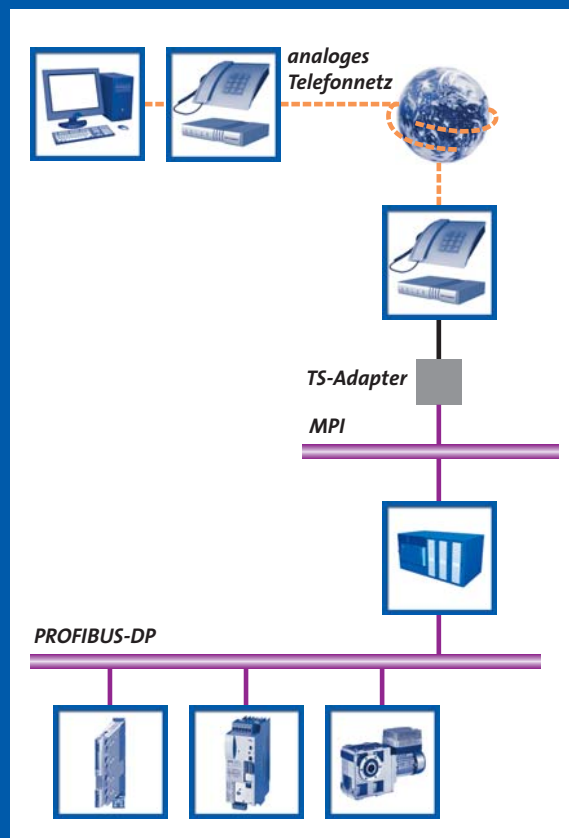 analoges
Telefonnetz
TS-Adapter
MPI
PROFIBUS-DP